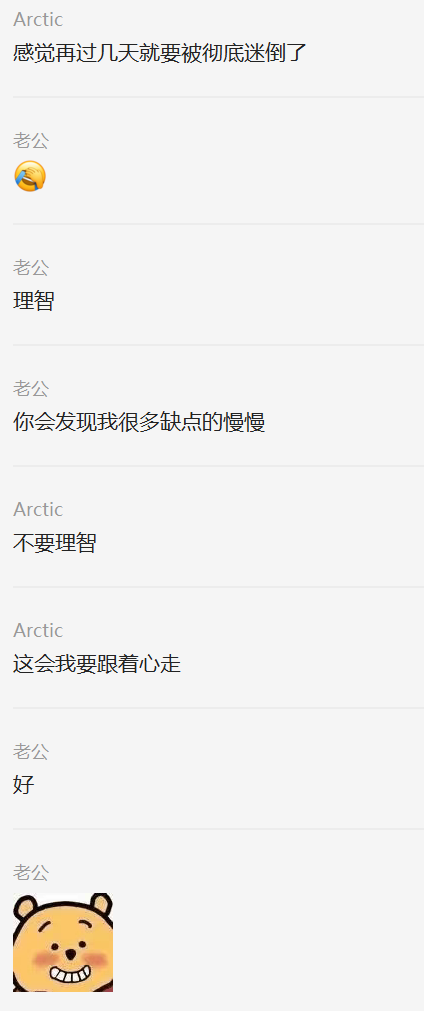 Arctic
感觉再过几天就要被彻底迷倒了
老公
老公
理智
老公
你会发现我很多缺点的慢慢
Arctic
不要理智
Arctic
这会我要跟着心走
老公
好
老公